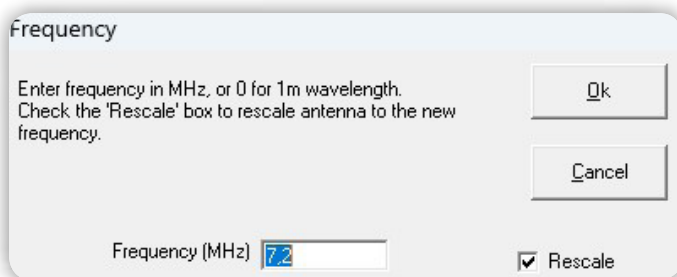 Frequency
Enter frequency in MHz, or 0 for 1m wavelength.
Check the 'Rescale' box to rescale antenna to the new
frequency.
Ok
Cancel
Frequency (MHz) 7,2
Rescale